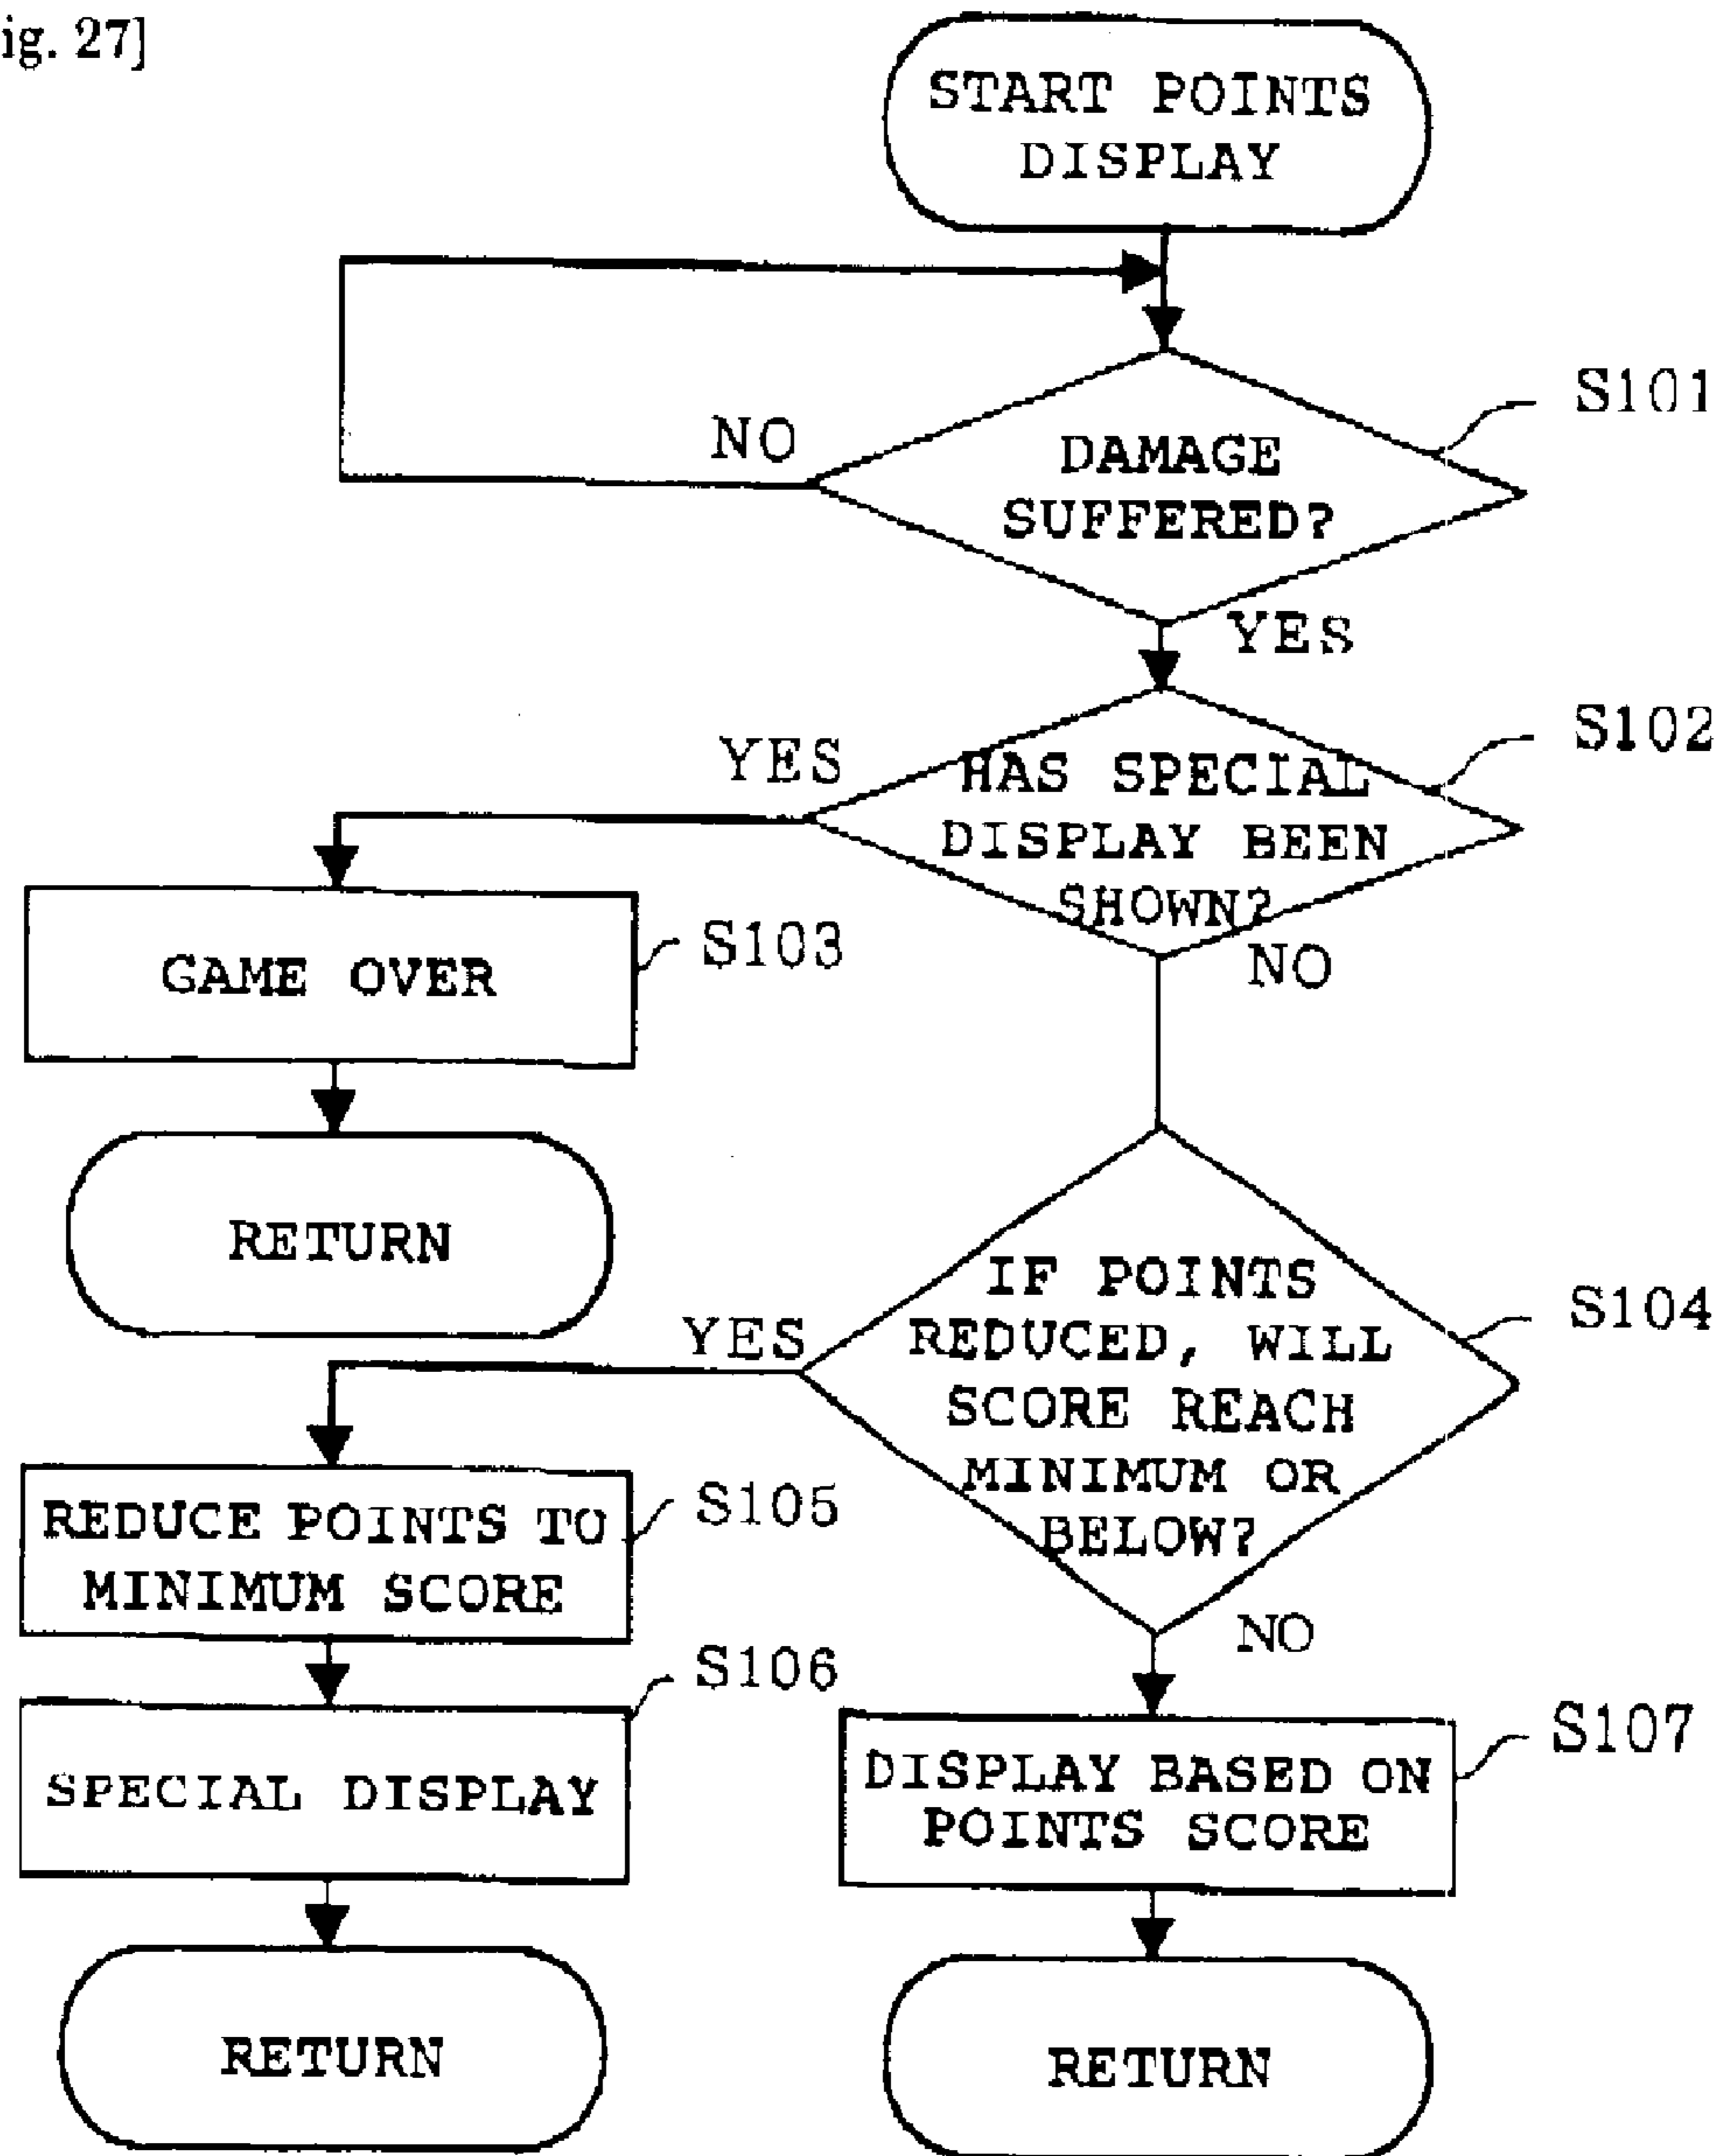 ig. 27]
START POINTS
DISPLAY
S101
NO
DAMAGE
SUFFERED?
YES
S102
YES
HAS SPECIAL
DISPLAY BEEN
SHOWN?
NO
S103
GAME OVER
RETURN
S104
YES
IF POINTS
REDUCED, WILL
SCORE REACH
MINIMUM OR
BELOW?
NO
S105
REDUCE POINTS TO
MINIMUM SCORE
S106
SPECIAL DISPLAY
RETURN
S107
DISPLAY BASED ON
POINTS SCORE
RETURN